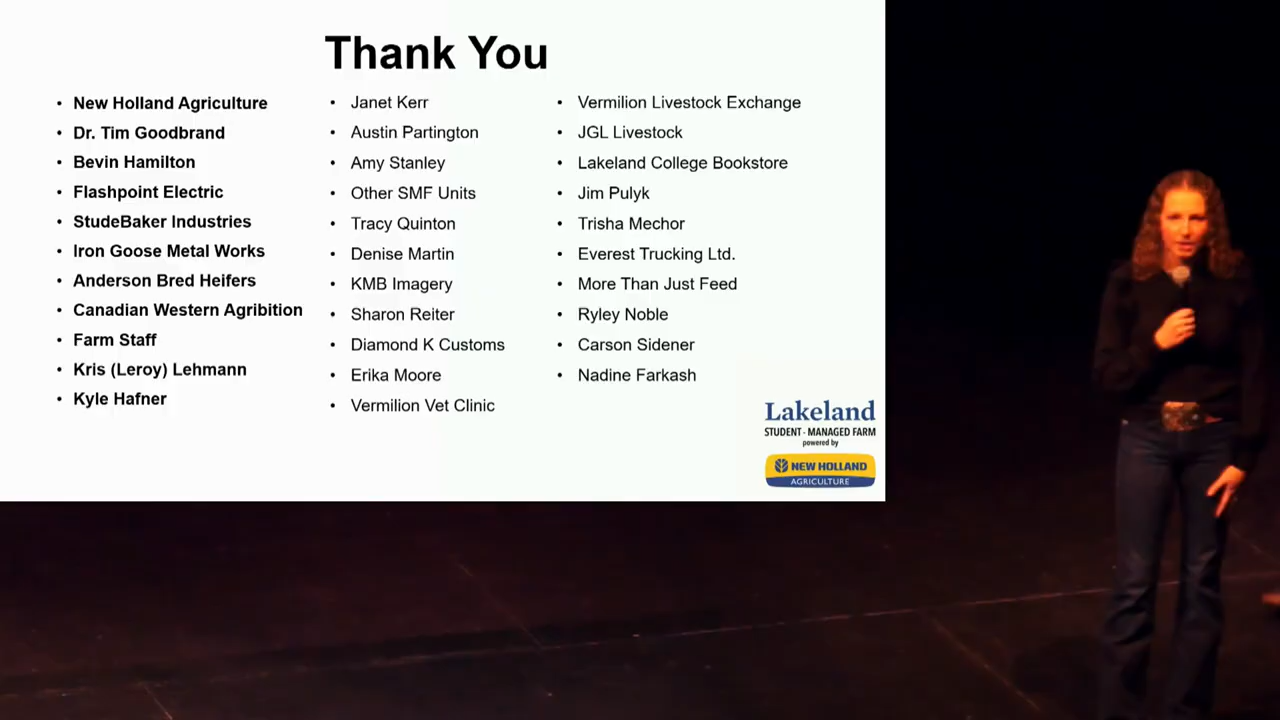 Thank You
New Holland Agriculture
Dr. Tim Goodbrand
Bevin Hamilton
Flashpoint Electric
StudeBaker Industries
Iron Goose Metal Works
Anderson Bred Heifers
Canadian Western Agribition
Farm Staff
Kris (Leroy) Lehmann
Kyle Hafner
Janet Kerr
Austin Partington
Amy Stanley
Other SMF Units
Tracy Quinton
Denise Martin
KMB Imagery
Sharon Reiter
Diamond K Customs
Erika Moore
Vermilion Vet Clinic
Vermilion Livestock Exchange
JGL Livestock
Lakeland College Bookstore
Jim Pulyk
Trisha Mechor
Everest Trucking Ltd.
More Than Just Feed
Ryley Noble
Carson Sidener
Nadine Farkash
Lakeland
STUDENT - MANAGED FARM
powered by
NEW HOLLAND
AGRICULTURE